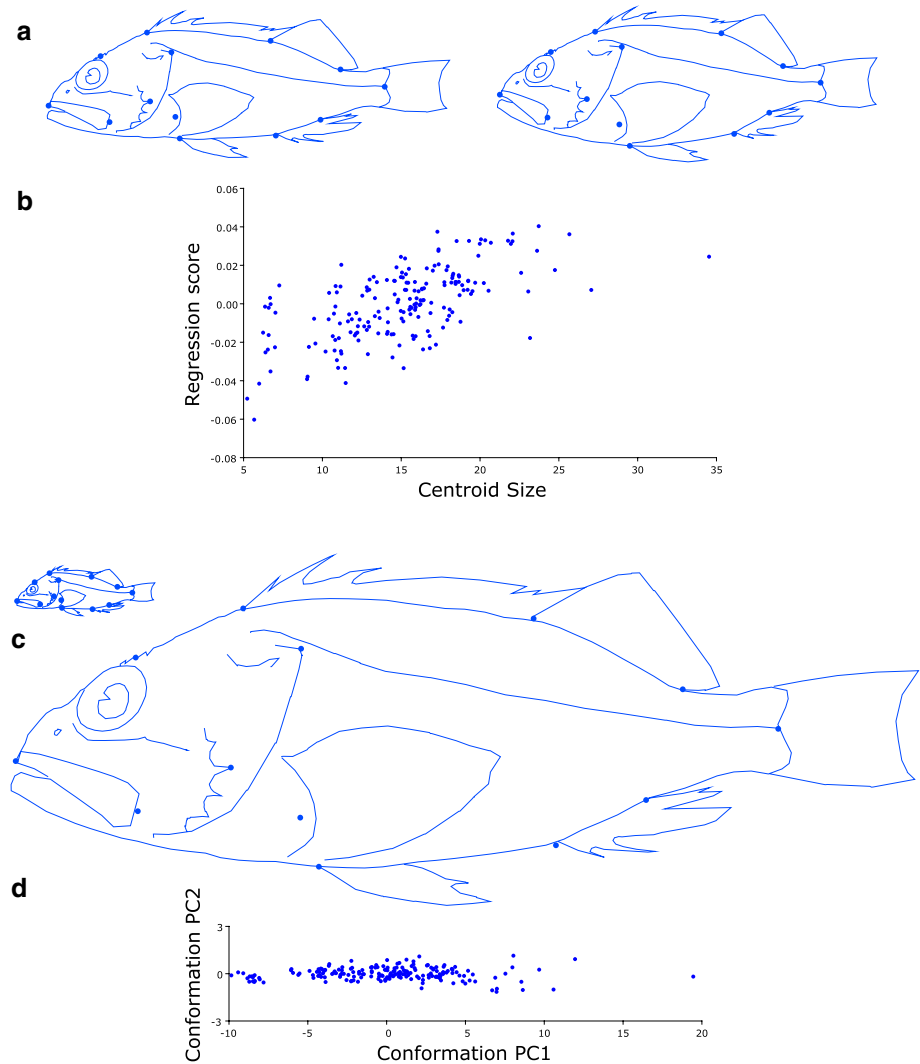 a
b
0.06
0.04
0.02
0.00
-0.02
-0.04
-0.06
-0.08
Regression score
5 10 15 20 25 30 35
Centroid Size
c
d
Conformation PC2
3
0
-3
-10 -5 0 5 10 15 20
Conformation PC1